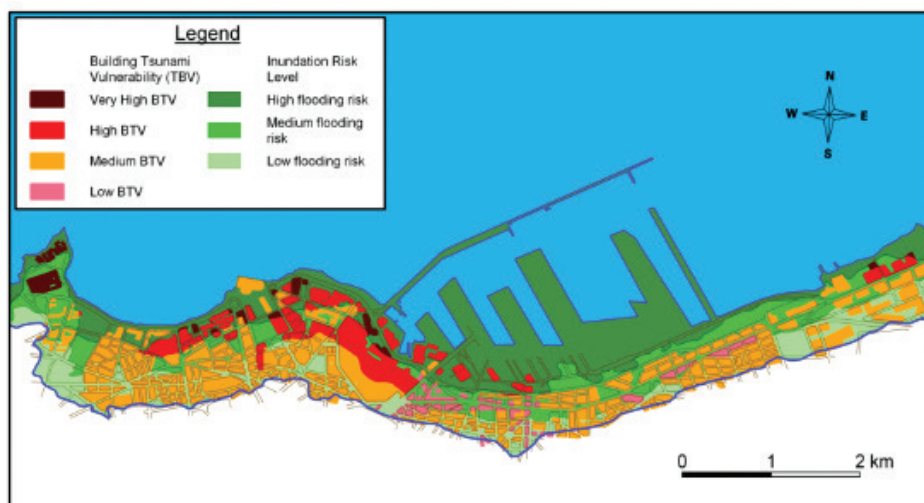 Legend
Building Tsunami
Vulnerability (TBV)
Very High BTV
High BTV
Medium BTV
Low BTV
Inundation Risk
Level
High flooding risk
Medium flooding
risk
Low flooding risk
N
W
E
S
0
1
2 km